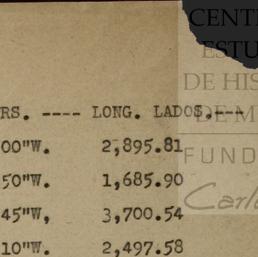 CENT
ESTU
DE HIS
RS. ---- LONG. LADOS.---
DE M
00"W. 2,895.81
FUND
50"W. 1,685.90
Carl
45"W, 3,700.54
10"W. 2,497.58